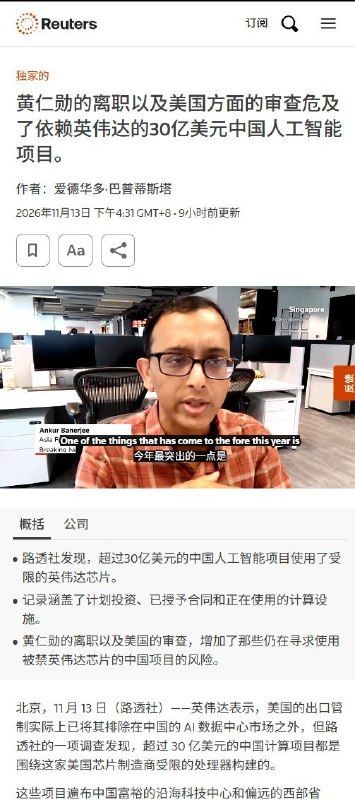 Reuters
订阅
独家的
黄仁勋的离职以及美国方面的审查危及
了依赖英伟达的30亿美元中国人工智能
项目。
作者：爱德华多·巴普蒂斯塔
2026年11月13日 下午4:31 GMT+8 · 9小时前更新
Aa
Singapore
反馈
Ankur Banerjee
Asia F
Breaking Ne
One of the things that has come to the fore this year is
今年最突出的一点是
概括 公司
路透社发现，超过30亿美元的中国人工智能项目使用了受
限的英伟达芯片。
记录涵盖了计划投资、已授予合同和正在使用的计算设
施。
黄仁勋的离职以及美国的审查，增加了那些仍在寻求使用
被禁英伟达芯片的中国项目的风险。
北京，11 月 13 日（路透社）——英伟达表示，美国的出口管
制实际上已将其排除在中国的 AI 数据中心市场之外，但路
透社的一项调查发现，超过 30 亿美元的中国计算项目都是
围绕这家美国芯片制造商受限的处理器构建的。
这些项目遍布中国富裕的沿海科技中心和偏远的西部省